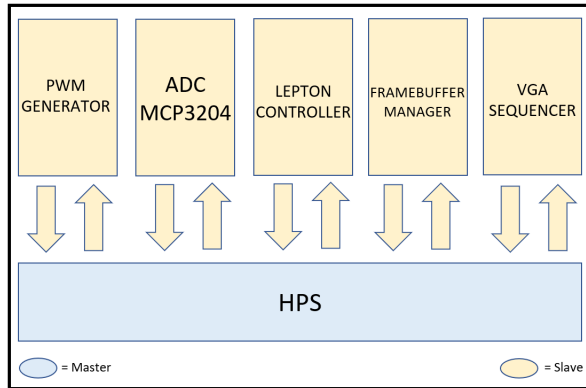 PWM
GENERATOR
ADC
MCP3204
LEPTON
CONTROLLER
FRAMEBUFFER
MANAGER
VGA
SEQUENCER
HPS
= Master
= Slave